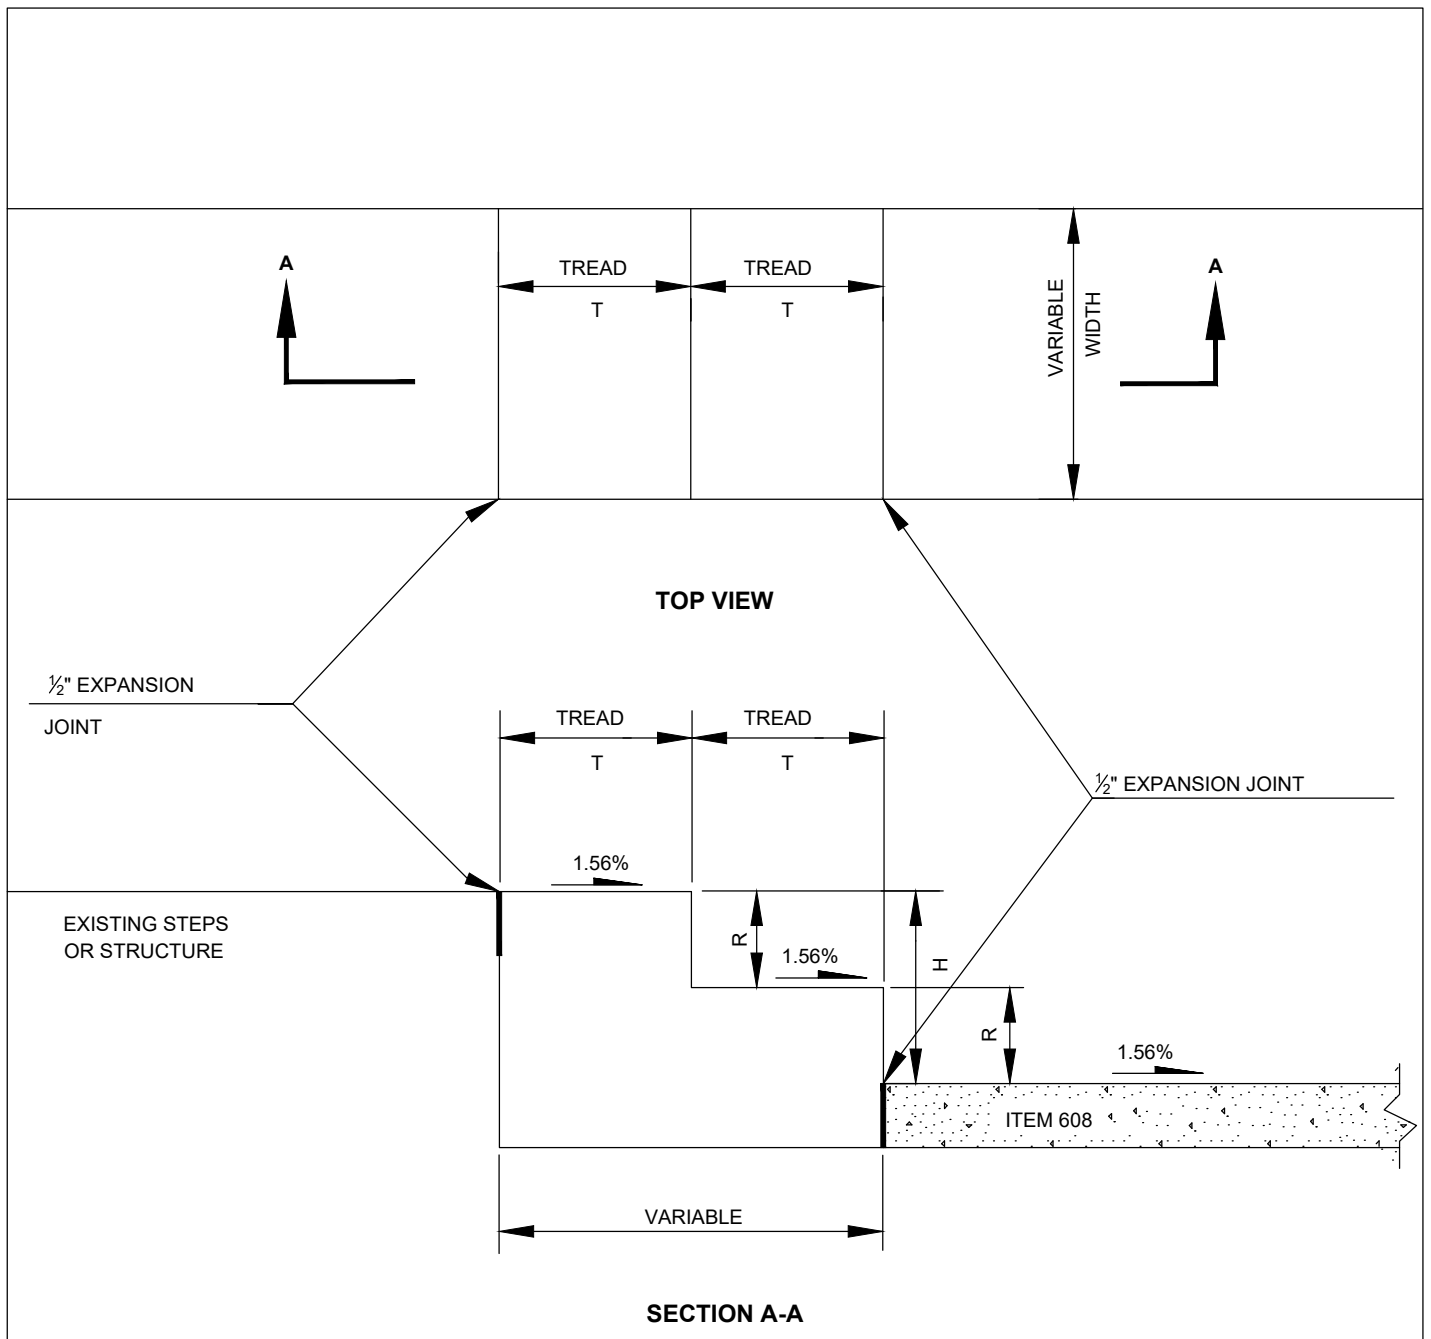 TREAD
TREAD
A
A
T
T
VARIABLE
WIDTH
TOP VIEW
½" EXPANSION
JOINT
TREAD
TREAD
T
T
½" EXPANSION JOINT
1.56%
EXISTING STEPS
OR STRUCTURE
R
1.56%
H
R
1.56%
ITEM 608
VARIABLE
SECTION A-A